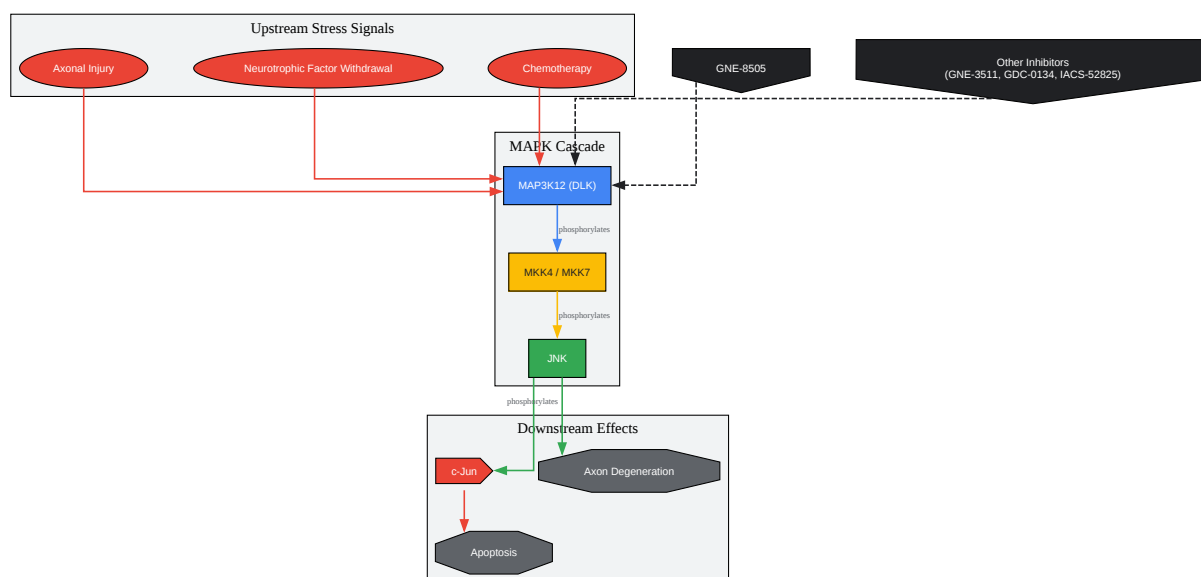 Upstream Stress Signals
Axonal Injury
Neurotrophic Factor Withdrawal
Chemotherapy
GNE-8505
Other Inhibitors
(GNE-3511, GDC-0134, IACS-52825)
MAPK Cascade
MAP3K12 (DLK)
phosphorylates
MKK4 / MKK7
phosphorylates
JNK
phosphorylates
Downstream Effects
c-Jun
Axon Degeneration
Apoptosis